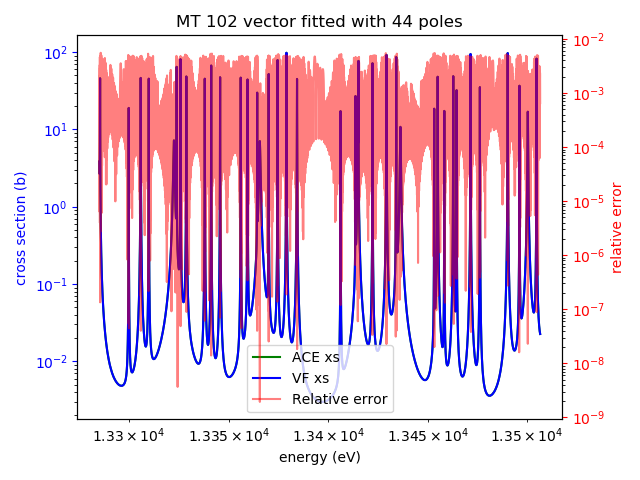 MT 102 vector fitted with 44 poles
10²
10¹
10⁰
10⁻¹
10⁻²
cross section (b)
10⁻²
10⁻³
10⁻⁴
10⁻⁵
10⁻⁶
10⁻⁷
10⁻⁸
10⁻⁹
relative error
ACE xs
VF xs
Relative error
1.33 × 10⁴ 1.335 × 10⁴ 1.34 × 10⁴ 1.345 × 10⁴ 1.35 × 10⁴
energy (eV)